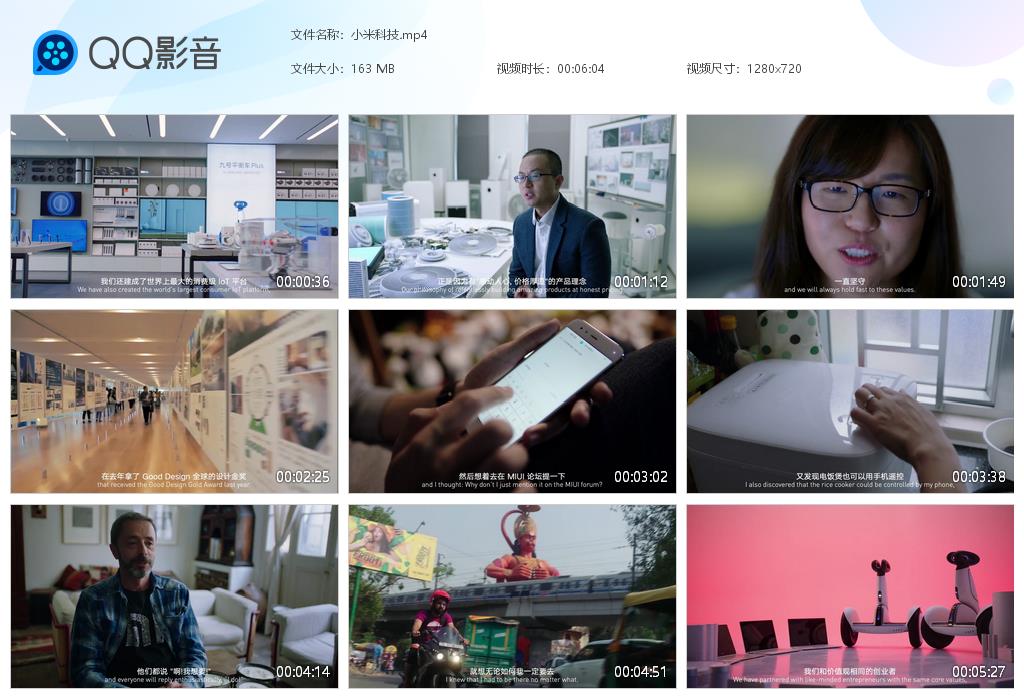 QQ影音
文件名称：小米科技.mp4
文件大小：163 MB
视频时长：00:06:04
视频尺寸：1280x720
九号平衡车 Plus
我们还建成了世界上最大的消费级 IoT 平台
We have also created the world's largest consumer IoT platform.
00:00:36
正是因为有“感动人心、价格厚道”的产品理念
Our philosophy of relentlessly building amazing products at honest prices
00:01:12
一直坚守
and we will always hold fast to these values.
00:01:49
在去年拿了 Good Design 全球的设计金奖
that received the Good Design Gold Award last year.
00:02:25
然后想着去在 MIUI 论坛提一下
and I thought: Why don't I just mention it on the MIUI forum?
00:03:02
又发现电饭煲也可以用手机遥控
I also discovered that the rice cooker could be controlled by my phone,
00:03:38
他们都说 “啊!我想要!”
and everyone will reply enthusiastically, "I do!"
00:04:14
就想无论如何我一定要去
I knew that I had to be there no matter what.
00:04:51
我们和价值观相同的创业者
We have partnered with like-minded entrepreneurs with the same core values,
00:05:27